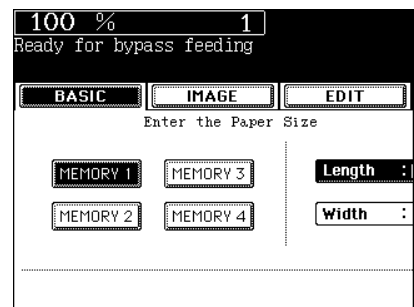 100 % 1
Ready for bypass feeding
BASIC IMAGE EDIT
Enter the Paper Size
MEMORY 1 MEMORY 3 Length :
MEMORY 2 MEMORY 4 Width :